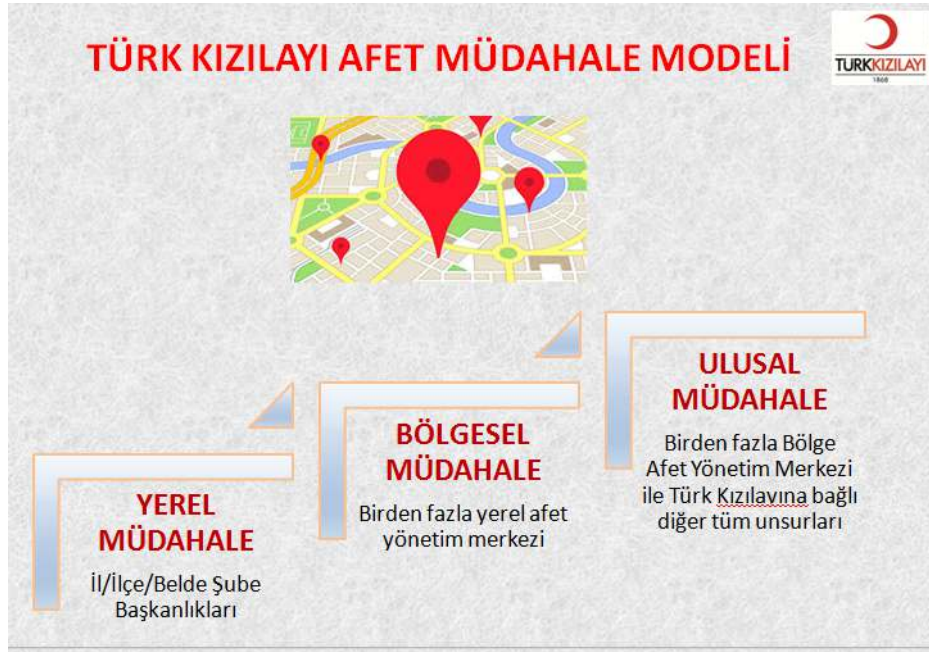 TÜRK KIZILAYI AFET MÜDAHALE MODELİ
TÜRKKIZILAYI
1868
YEREL
MÜDAHALE
İl/İlçe/Belde Şube
Başkanlıkları
BÖLGESEL
MÜDAHALE
Birden fazla yerel afet
yönetim merkezi
ULUSAL
MÜDAHALE
Birden fazla Bölge
Afet Yönetim Merkezi
ile Türk Kızılayına bağlı
diğer tüm unsurları